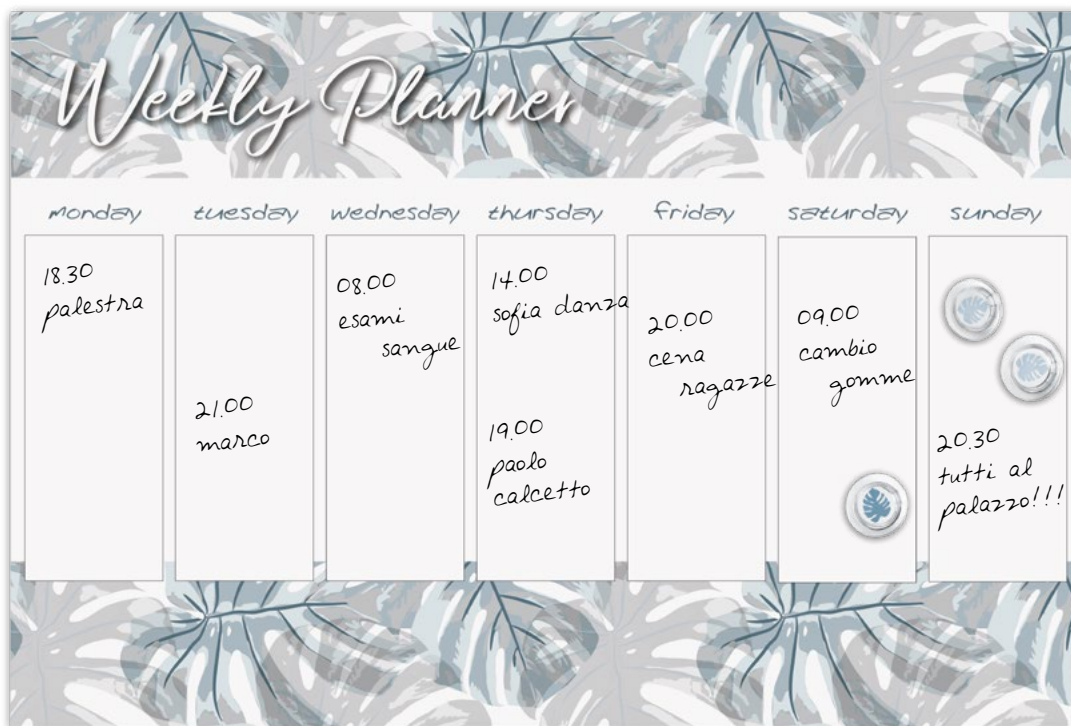 Weekly Planner
monday
18.30
palestra
tuesday
21.00
marco
wednesday
08.00
esami
sangue
thursday
14.00
sofia danza
19.00
paolo
calcetto
friday
20.00
cena
ragazze
saturday
09.00
cambio
gomme
sunday
20.30
tutti al
palazzo!!!